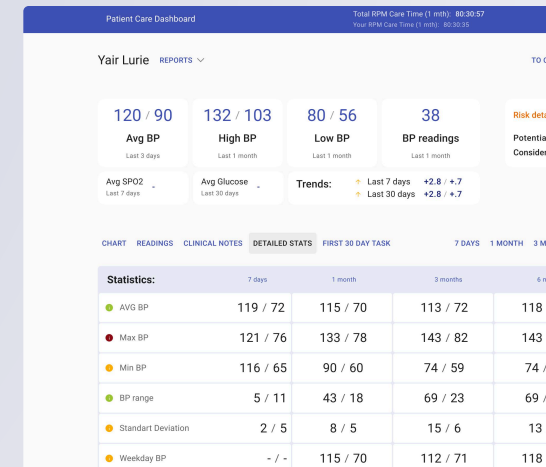 Patient Care Dashboard
Total RPM Care Time (1 mth): 80:30:57
Your RPM Care Time (1 mth): 80:30:35
Yair Lurie REPORTS
TO
120 / 90 132 / 103 80 / 56 38
Avg BP High BP Low BP BP readings
Last 3 days Last 1 month Last 1 month Last 1 month
Risk deta
Potentia
Consider
Avg SPO2 - Avg Glucose - Trends: ↑ Last 7 days +2.8 / +.7
Last 7 days Last 30 days ↑ Last 30 days +2.8 / +.7
CHART READINGS CLINICAL NOTES DETAILED STATS FIRST 30 DAY TASK 7 DAYS 1 MONTH 3 M
Statistics: 7 days 1 month 3 months 6 m
AVG BP 119 / 72 115 / 70 113 / 72 118
Max BP 121 / 76 133 / 78 143 / 82 143
Min BP 116 / 65 90 / 60 74 / 59 74 /
BP range 5 / 11 43 / 18 69 / 23 69 /
Standart Deviation 2 / 5 8 / 5 15 / 6 13
Weekday BP - / - 115 / 70 112 / 71 118